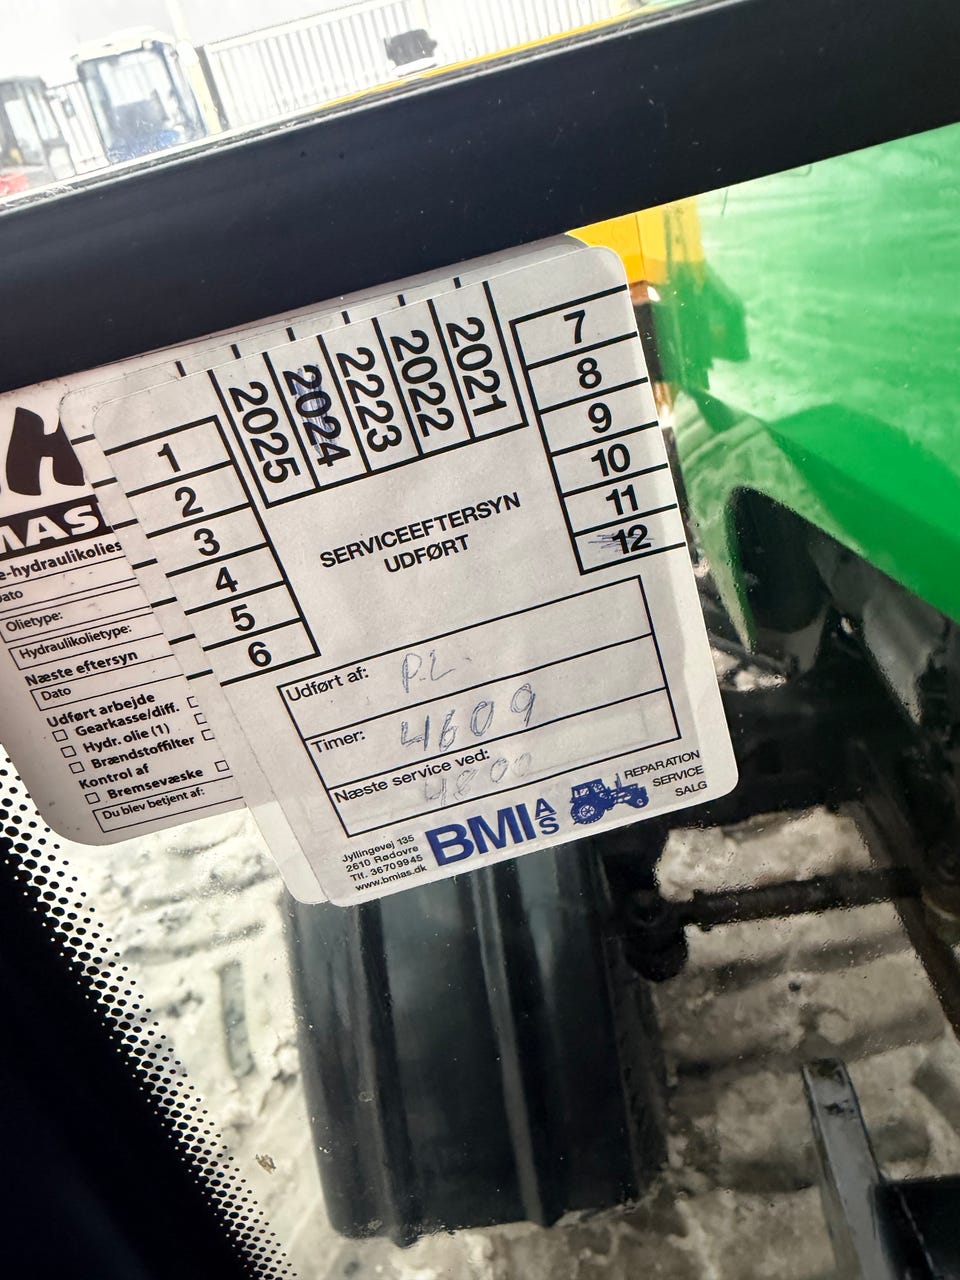 MAS
e-hydraulikolies
Dato
Olietype:
Hydraulikolietype:
Næste eftersyn
Dato
Udført arbejde
Gearkasse/diff.
Hydr. olie (1)
Brændstoffilter
Kontrol af
Bremsevæske
Du blev betjent af:
1
2
3
4
5
6
2025
2024
2223
2022
2021
7
8
9
10
11
12
SERVICEEFTERSYN
UDFØRT
Udført af: P.L.
Timer: 4609
Næste service ved:
4800
Jyllingevej 135
2610 Rødovre
Tlf. 36709945
www.bmias.dk
BMI A/S
REPARATION
SERVICE
SALG